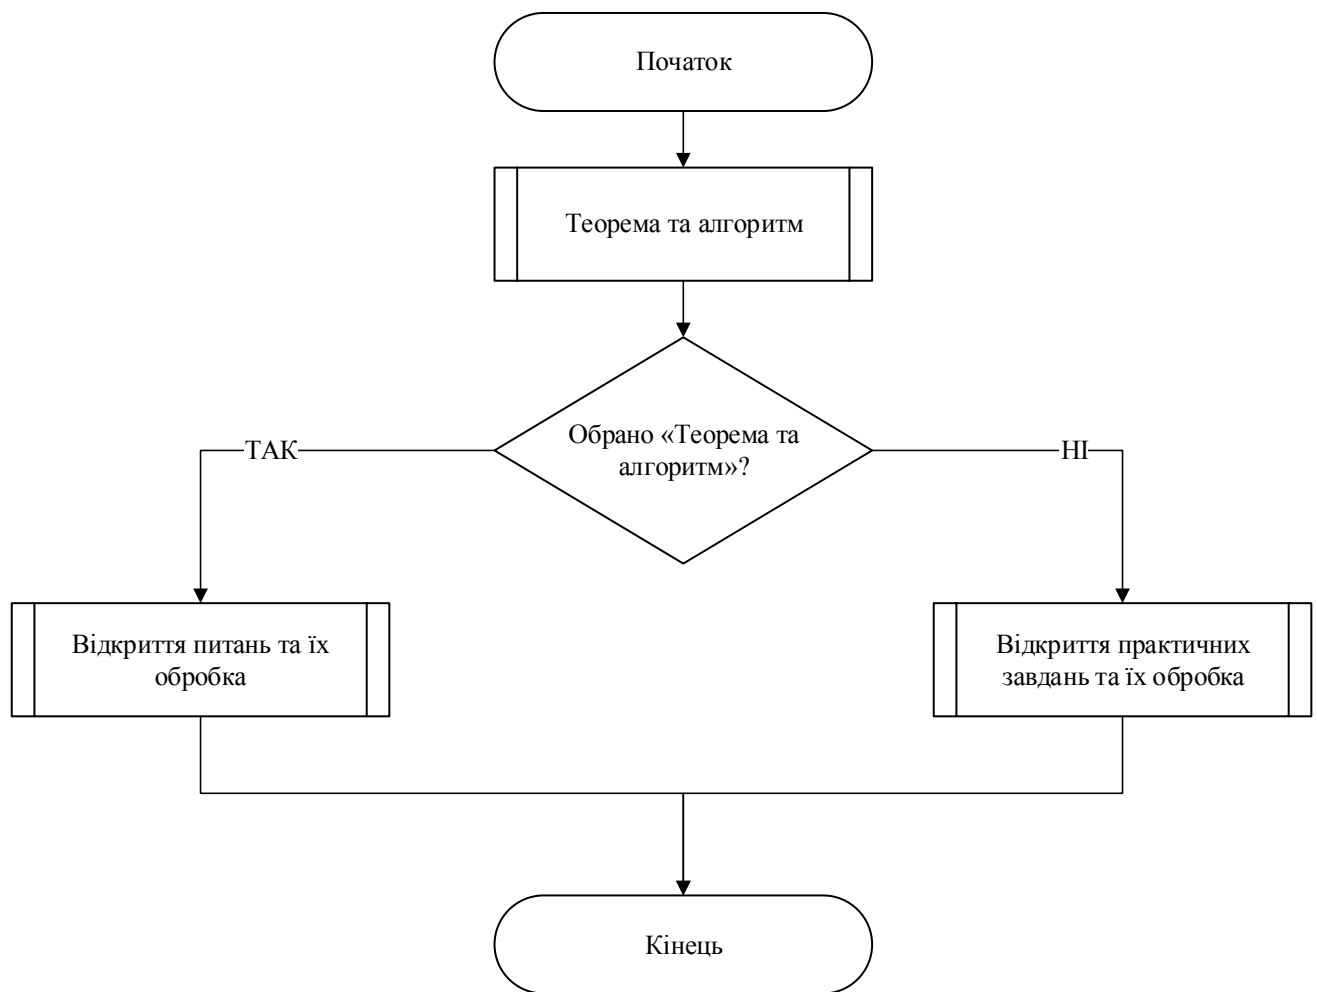 Початок
Теорема та алгоритм
Обрано «Теорема та
алгоритм»?
ТАК
НІ
Відкриття питань та їх
обробка
Відкриття практичних
завдань та їх обробка
Кінець